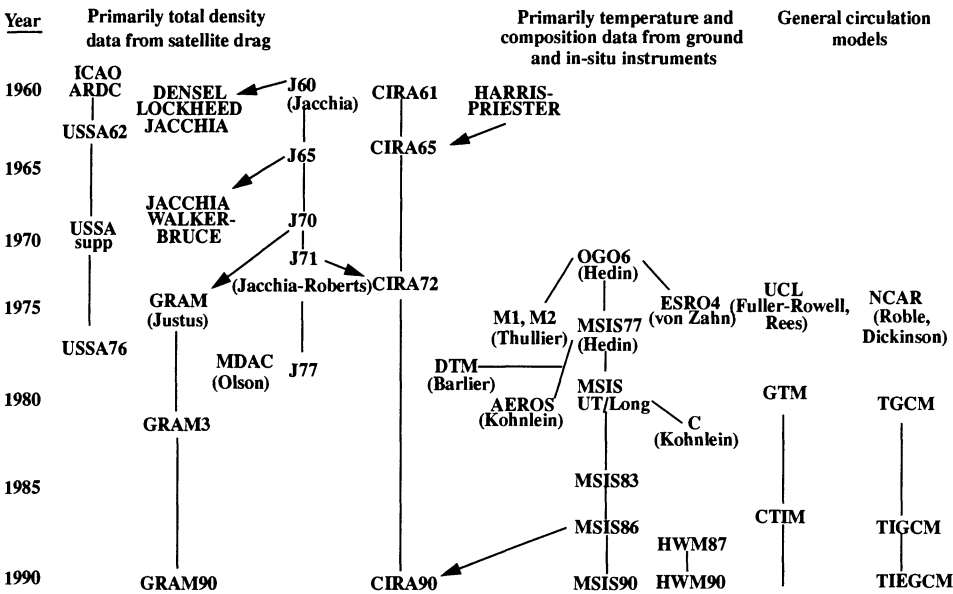 Year
Primarily total density
data from satellite drag
Primarily temperature and
composition data from ground
and in-situ instruments
General circulation
models
1960
ICAO
ARDC
DENSEL
LOCKHEED
JACCHIA
J60
(Jacchia)
CIRA61
HARRIS-
PRIESTER
USSA62
CIRA65
J65
1965
JACCHIA
WALKER-
BRUCE
J70
USSA
supp
1970
J71
(Jacchia-Roberts)
CIRA72
OGO6
(Hedin)
1975
GRAM
(Justus)
M1, M2
(Thullier)
MSIS77
(Hedin)
ESRO4
(von Zahn)
UCL
(Fuller-Rowell,
Rees)
NCAR
(Roble,
Dickinson)
USSA76
MDAC
(Olson)
J77
DTM
(Barlier)
1980
AEROS
(Kohnlein)
MSIS
UT/Long
C
(Kohnlein)
GTM
TGCM
GRAM3
1985
MSIS83
MSIS86
CTIM
TIGCM
HWM87
1990
GRAM90
CIRA90
MSIS90
HWM90
TIEGCM